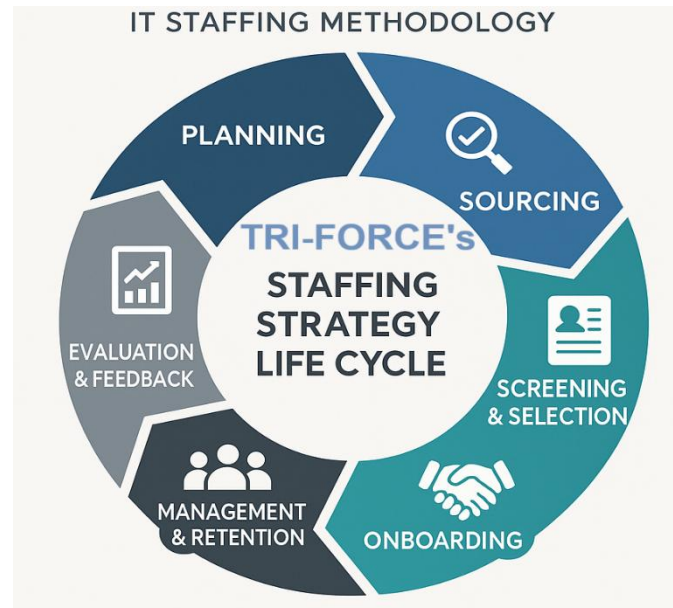 IT STAFFING METHODOLOGY
PLANNING
SOURCING
SCREENING
& SELECTION
ONBOARDING
MANAGEMENT
& RETENTION
EVALUATION
& FEEDBACK
TRI-FORCE's
STAFFING
STRATEGY
LIFE CYCLE